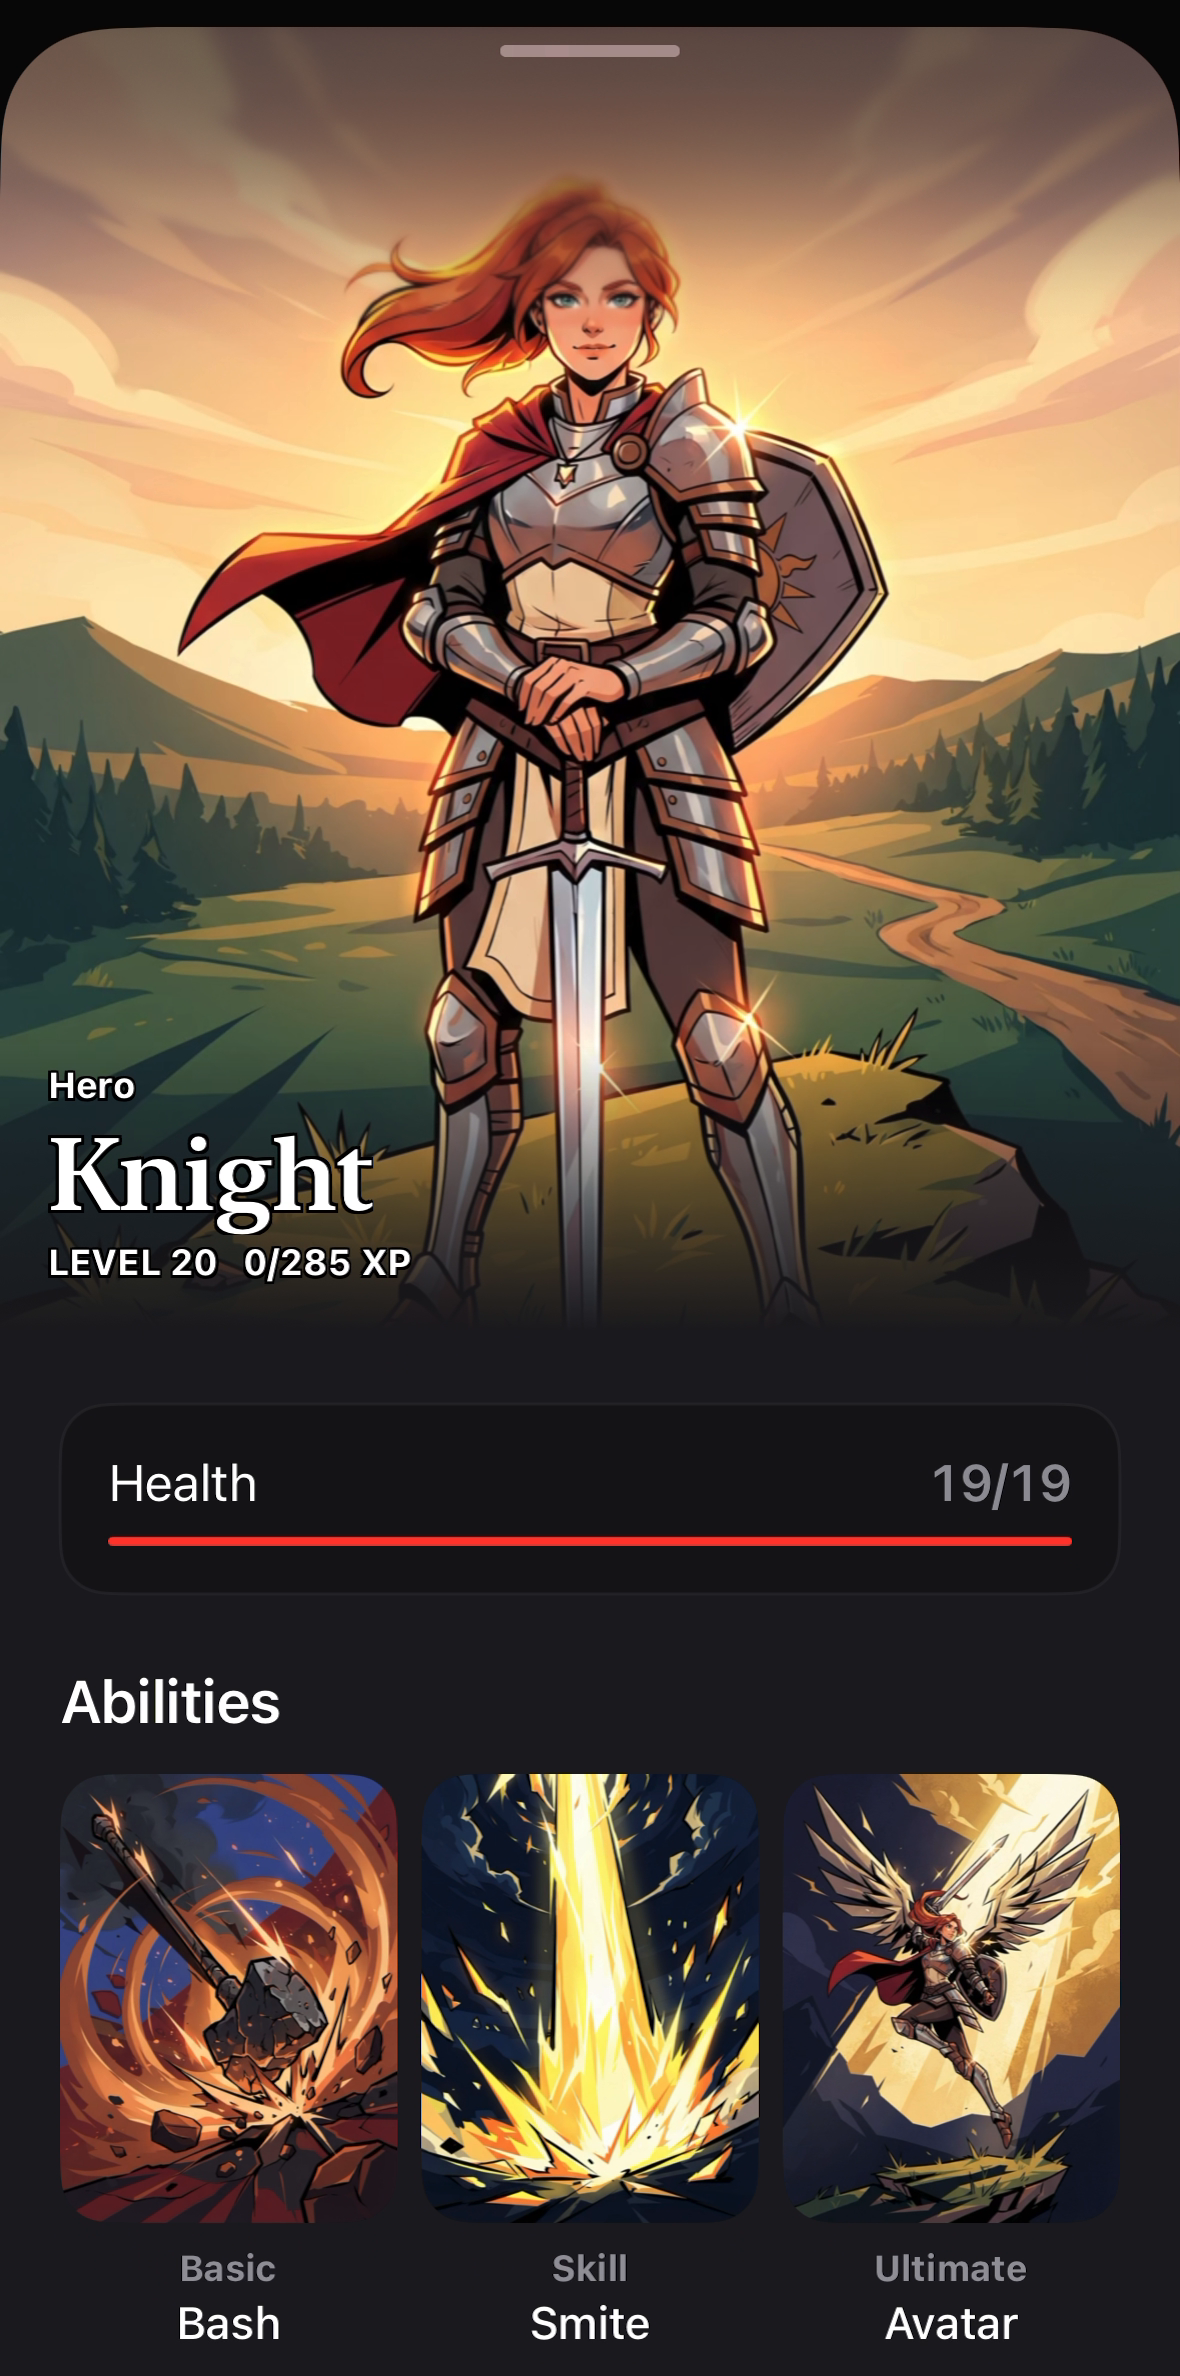 Hero
Knight
LEVEL 20 0/285 XP
Health 19/19
Abilities
Basic Skill Ultimate
Bash Smite Avatar